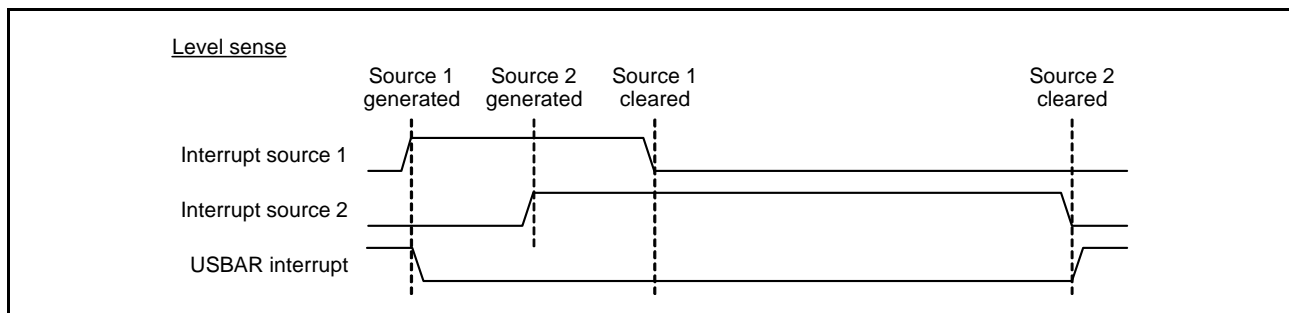 Level sense
Source 1 generated
Source 2 generated
Source 1 cleared
Source 2 cleared
Interrupt source 1
Interrupt source 2
USBAR interrupt